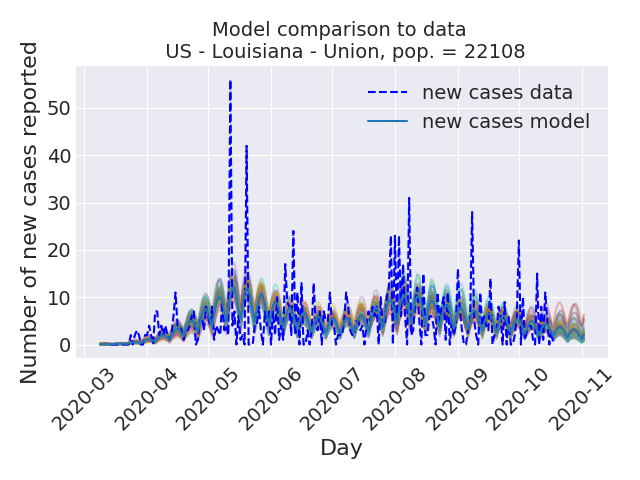 Model comparison to data
US - Louisiana - Union, pop. = 22108
Number of new cases reported
50
40
30
20
10
0
new cases data
new cases model
2020-03
2020-04
2020-05
2020-06
2020-07
2020-08
2020-09
2020-10
2020-11
Day